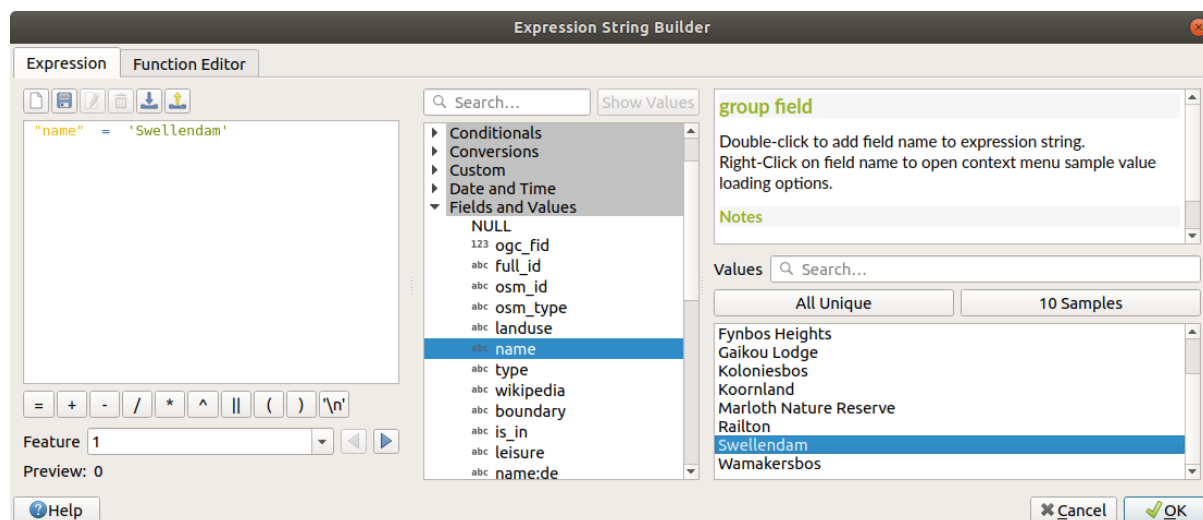 Expression String Builder
Expression
Function Editor
"name" = 'Swellendam'
= + - / * ^ || ( ) '\n'
Feature 1
Preview: 0
Help
Search...
Show Values
Conditionals
Conversions
Custom
Date and Time
Fields and Values
NULL
123 ogc_fid
abc full_id
abc osm_id
abc osm_type
abc landuse
abc name
abc type
abc wikipedia
abc boundary
abc is_in
abc leisure
abc name:de
group field
Double-click to add field name to expression string.
Right-Click on field name to open context menu sample value
loading options.
Notes
Values
Search...
All Unique
10 Samples
Fynbos Heights
Gaikou Lodge
Koloniesbos
Koornland
Marloth Nature Reserve
Railton
Swellendam
Wamakersbos
Cancel
OK